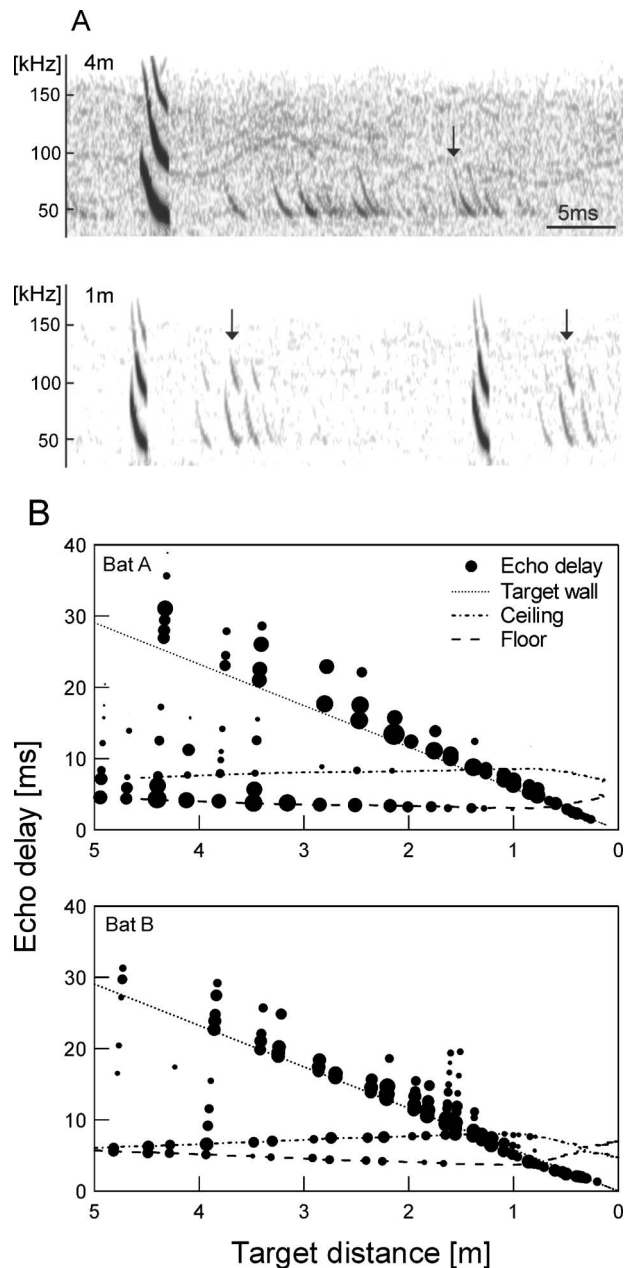 A
[kHz] 4m
150
100
50
5ms
[kHz] 1m
150
100
50
B
Echo delay [ms]
40
30
20
10
0
Bat A
Echo delay
Target wall
Ceiling
Floor
5 4 3 2 1 0
40
30
20
10
0
Bat B
5 4 3 2 1 0
Target distance [m]